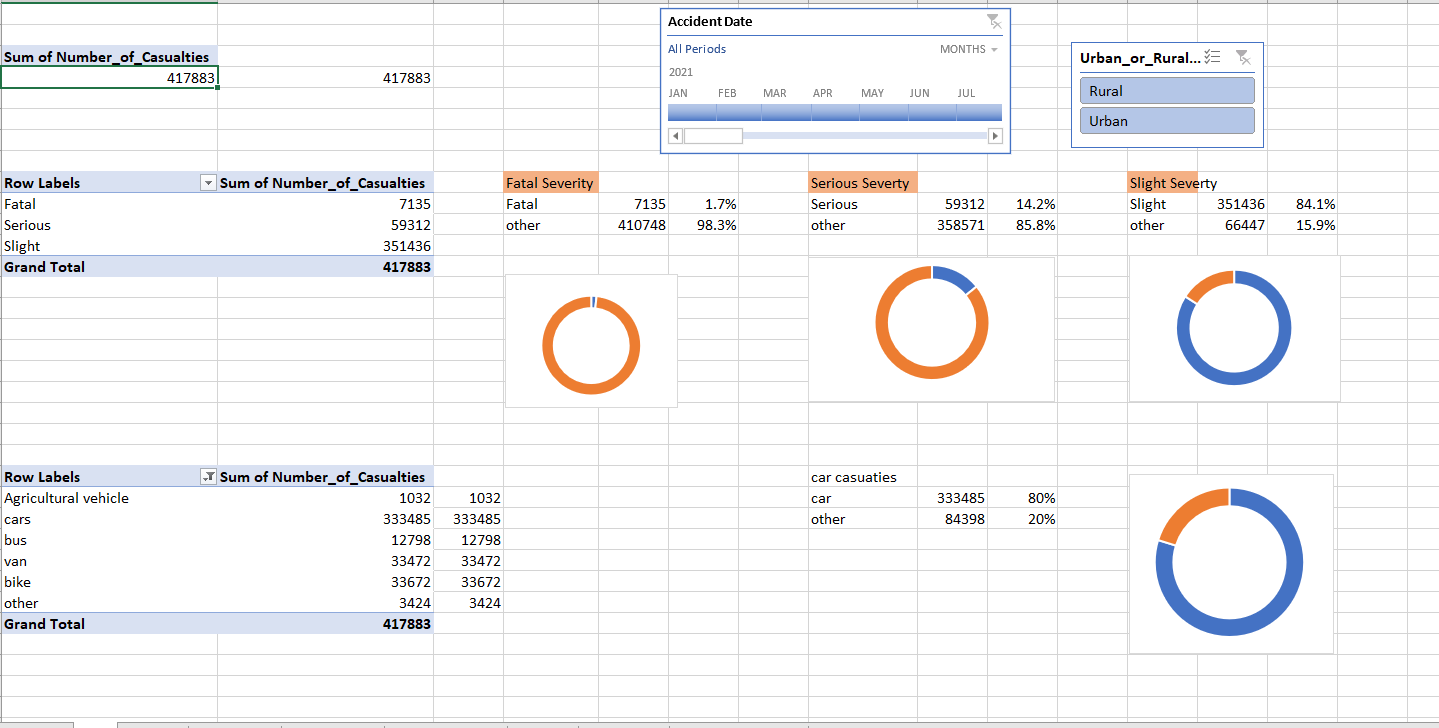 Accident Date
All Periods MONTHS
2021
JAN FEB MAR APR MAY JUN JUL
Urban_or_Rural...
Rural
Urban
Sum of Number_of_Casualties
417883 417883
Row Labels Sum of Number_of_Casualties
Fatal 7135
Serious 59312
Slight 351436
Grand Total 417883
Fatal Severity
Fatal 7135 1.7%
other 410748 98.3%
Serious Severty
Serious 59312 14.2%
other 358571 85.8%
Slight Severty
Slight 351436 84.1%
other 66447 15.9%
Row Labels Sum of Number_of_Casualties
Agricultural vehicle 1032 1032
cars 333485 333485
bus 12798 12798
van 33472 33472
bike 33672 33672
other 3424 3424
Grand Total 417883
car casuaties
car 333485 80%
other 84398 20%